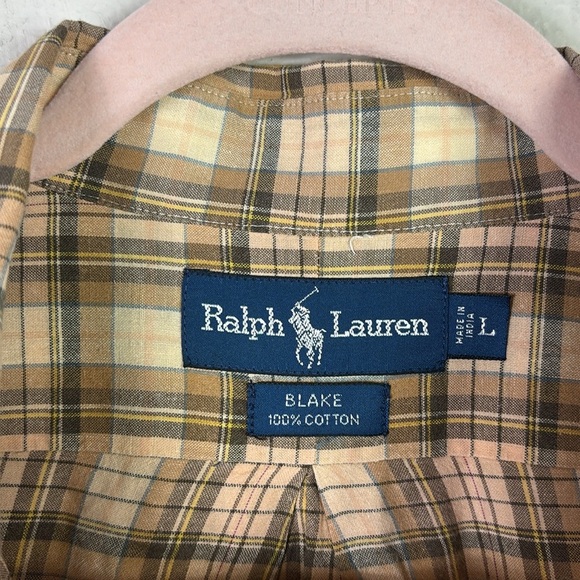 Ralph Lauren
MADE IN
INDIA
L
BLAKE
100% COTTON